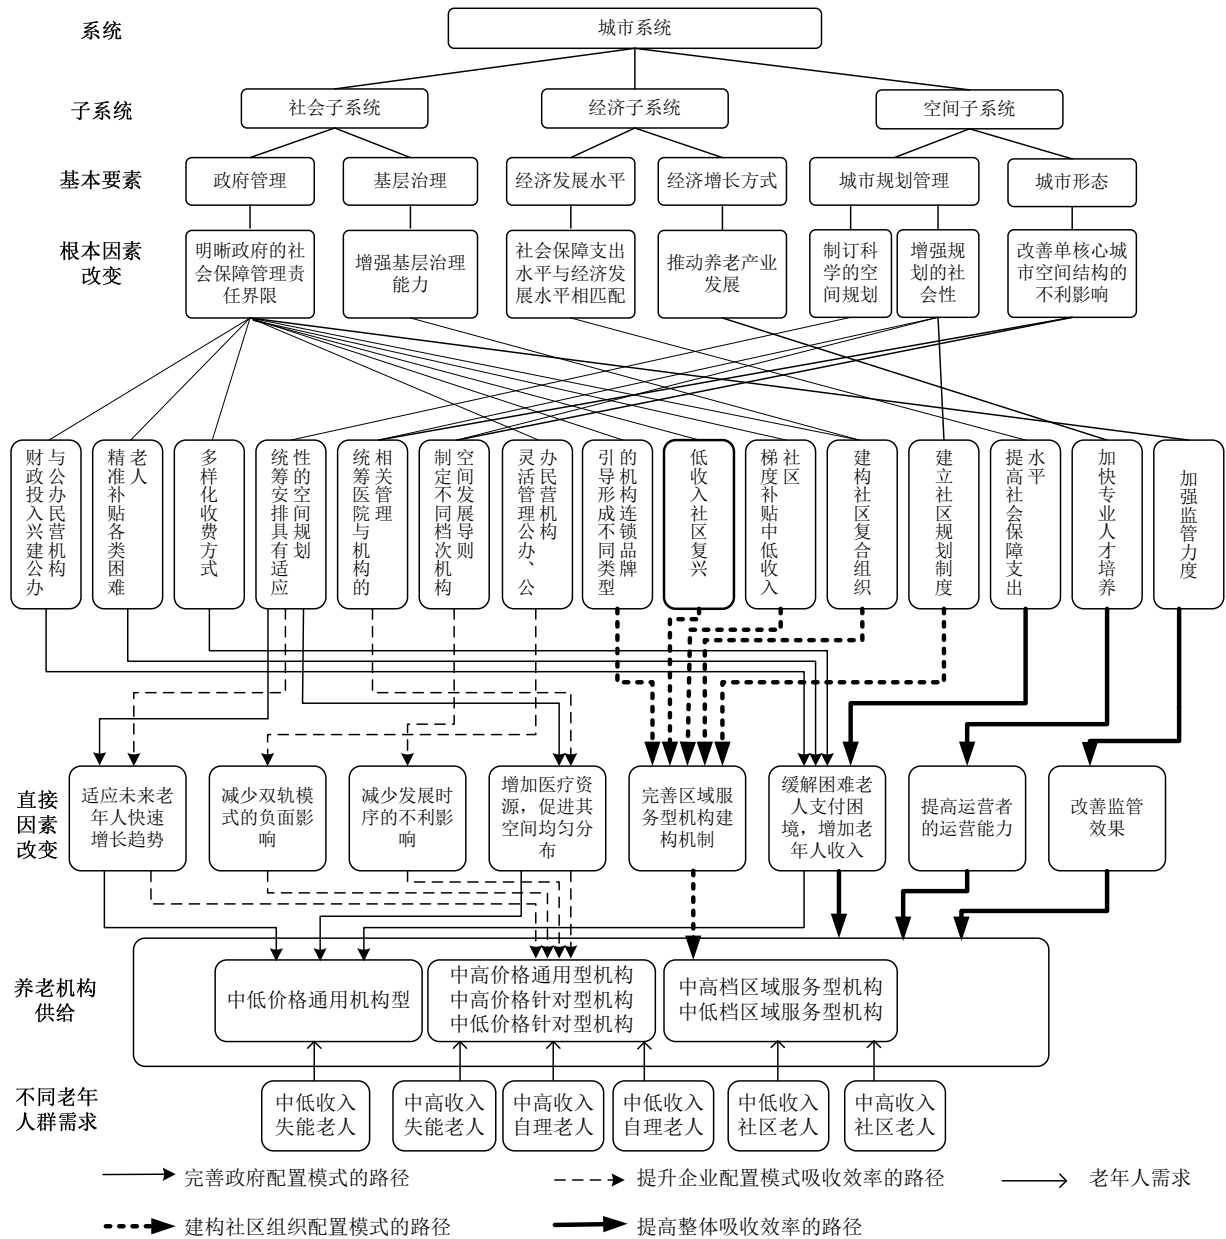 系统
城市系统
子系统
社会子系统
经济子系统
空间子系统
基本要素
政府管理
基层治理
经济发展水平
经济增长方式
城市规划管理
城市形态
根本因素
改变
明晰政府的社
会保障管理责
任界限
增强基层治理
能力
社会保障支出
水平与经济发
展水平相匹配
推动养老产业
发展
制订科
学的空
间规划
增强规
划的社
会性
改善单核心城
市空间结构的
不利影响
财政投入兴建公办
与公办民营机构
精准补贴各类困难
老人
多样化收费方式
统筹安排具有适应
性的空间规划
统筹医院与机构的
相关管理
制定不同档次机构
空间发展导则
灵活管理公办、公
办民营机构
引导形成不同类型
的机构连锁品牌
低收入社区复兴
梯度补贴中低收入
社区
建构社区复合组织
建立社区规划制度
提高社会保障支出
水平
加快专业人才培养
加强监管力度
直接
因素
改变
适应未来老
年人快速
增长趋势
减少双轨模
式的负面影
响
减少发展时
序的不利影
响
增加医疗资
源，促进其
空间均匀分
布
完善区域服
务型机构建
构机制
缓解困难老
人支付困
境，增加老
年人收入
提高运营者
的运营能力
改善监管
效果
养老机构
供给
中低价格通用机构型
中高价格通用型机构
中高价格针对型机构
中低价格针对型机构
中高档区域服务型机构
中低档区域服务型机构
不同老年
人群需求
中低收入
失能老人
中高收入
失能老人
中高收入
自理老人
中低收入
自理老人
中低收入
社区老人
中高收入
社区老人
完善政府配置模式的路径
提升企业配置模式吸收效率的路径
老年人需求
建构社区组织配置模式的路径
提高整体吸收效率的路径